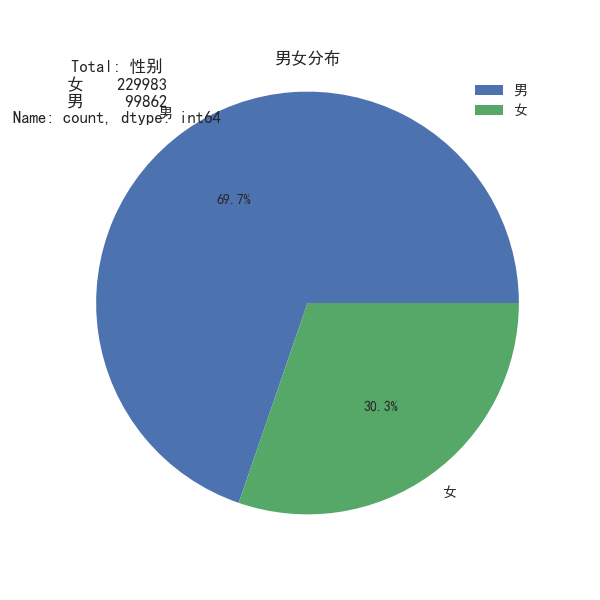 男女分布
Total: 性别
女    229983
男     99862
Name: count, dtype: int64
男
女
男
69.7%
30.3%
女